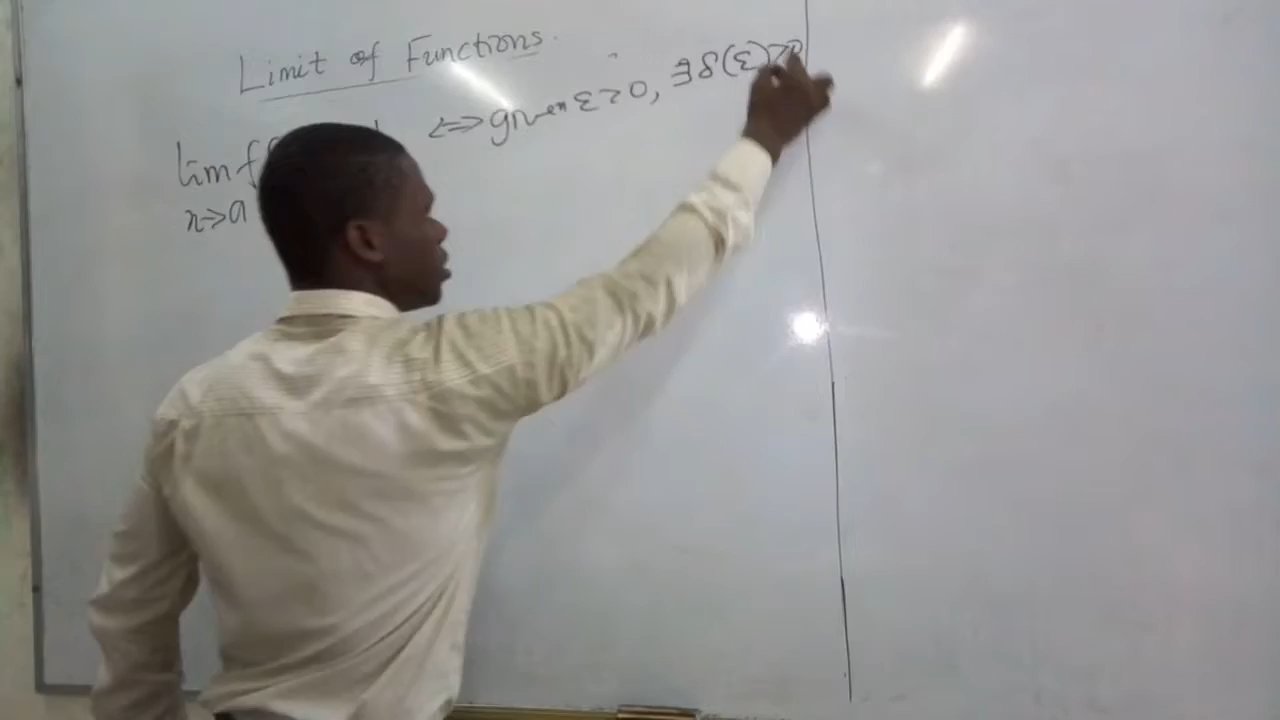 Limit of Functions.
lim f ⇔ given ε > 0, ∃ δ(ε) > 0
x→a